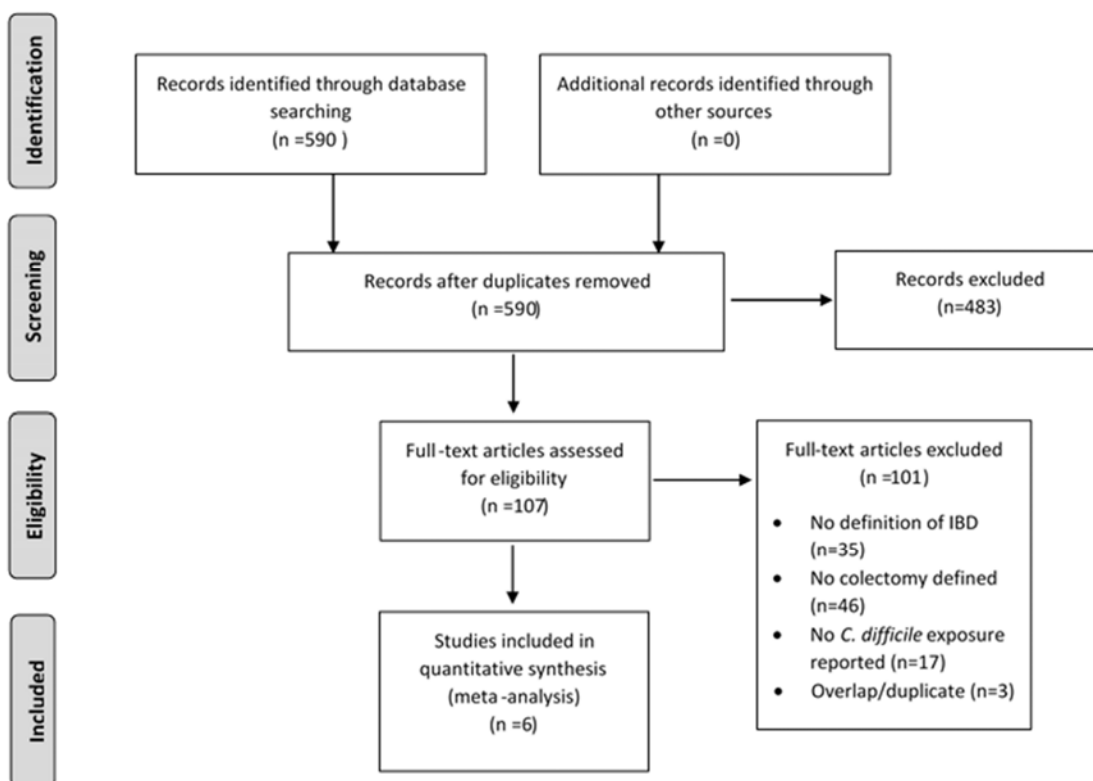 Identification
Records identified through database
searching
(n =590 )
Additional records identified through
other sources
(n =0)
Screening
Records after duplicates removed
(n =590)
Records excluded
(n=483)
Eligibility
Full-text articles assessed
for eligibility
(n =107)
Full-text articles excluded
(n =101)
• No definition of IBD
(n=35)
• No colectomy defined
(n=46)
• No C. difficile exposure
reported (n=17)
• Overlap/duplicate (n=3)
Included
Studies included in
quantitative synthesis
(meta-analysis)
(n =6)